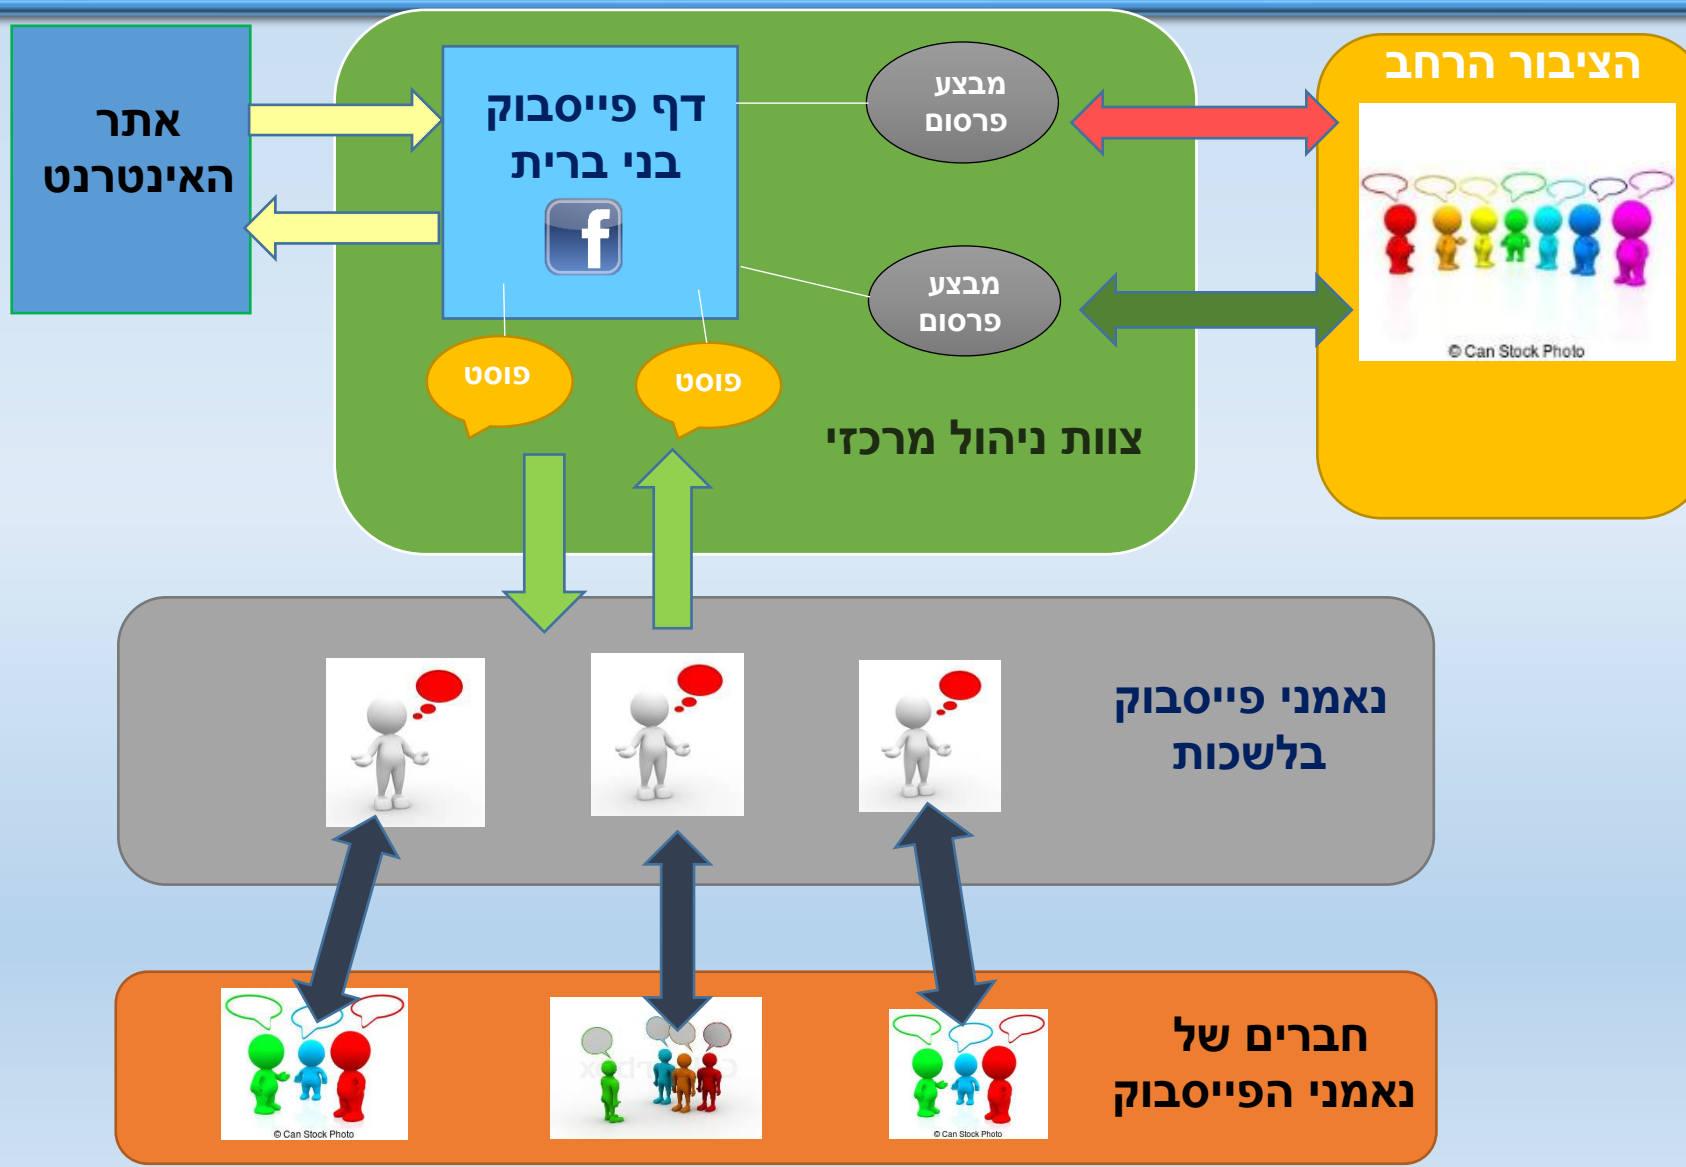 הציבור הרחב
© Can Stock Photo
מבצע
פרסום
מבצע
פרסום
דף פייסבוק
בני ברית
f
פוסט
פוסט
צוות ניהול מרכזי
אתר
האינטרנט
נאמני פייסבוק
בלשכות
חברים של
נאמני הפייסבוק
© Can Stock Photo
© Can Stock Photo